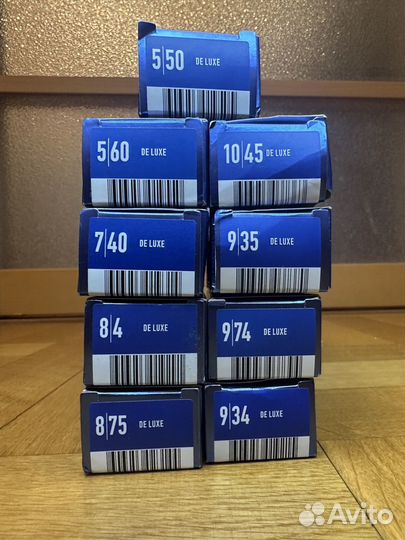 5|50 DE LUXE
5|60 DE LUXE
10|45 DE LUXE
7|40 DE LUXE
9|35 DE LUXE
8|4 DE LUXE
9|74 DE LUXE
8|75 DE LUXE
9|34 DE LUXE
Avito